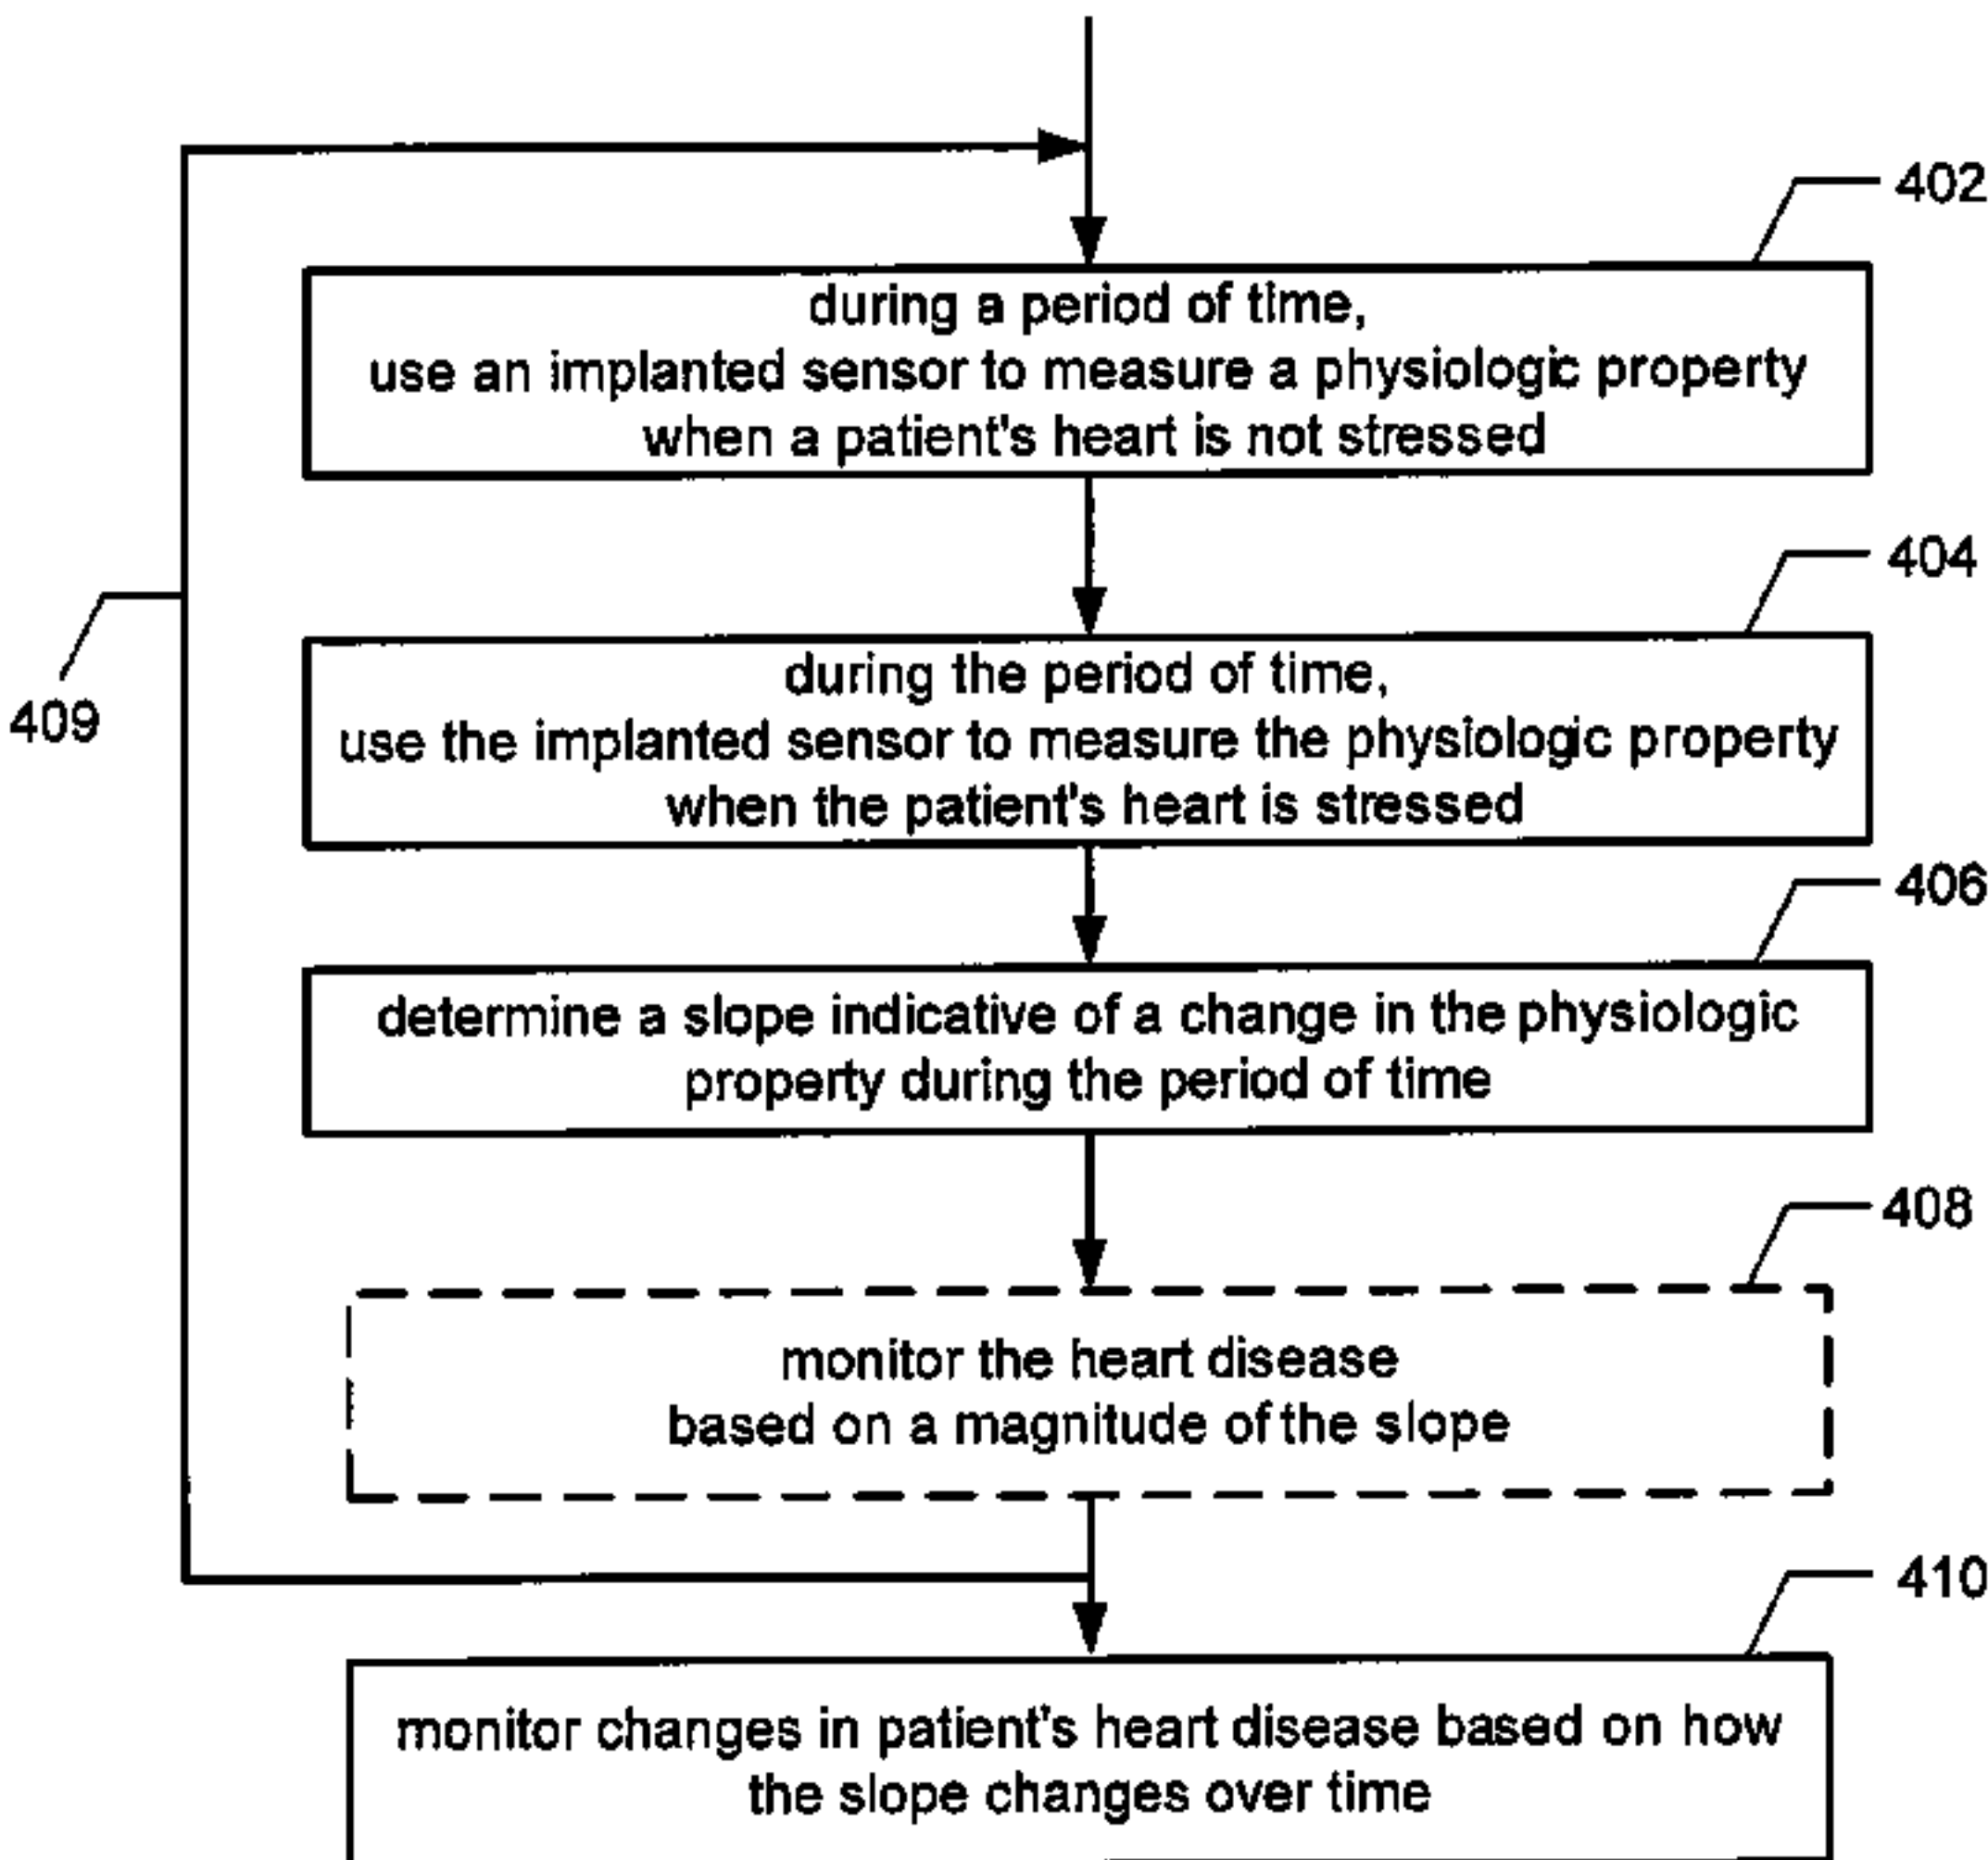 402
during a period of time,
use an implanted sensor to measure a physiologic property
when a patient's heart is not stressed
404
during the period of time,
use the implanted sensor to measure the physiologic property
when the patient's heart is stressed
409
406
determine a slope indicative of a change in the physiologic
property during the period of time
408
monitor the heart disease
based on a magnitude of the slope
410
monitor changes in patient's heart disease based on how
the slope changes over time